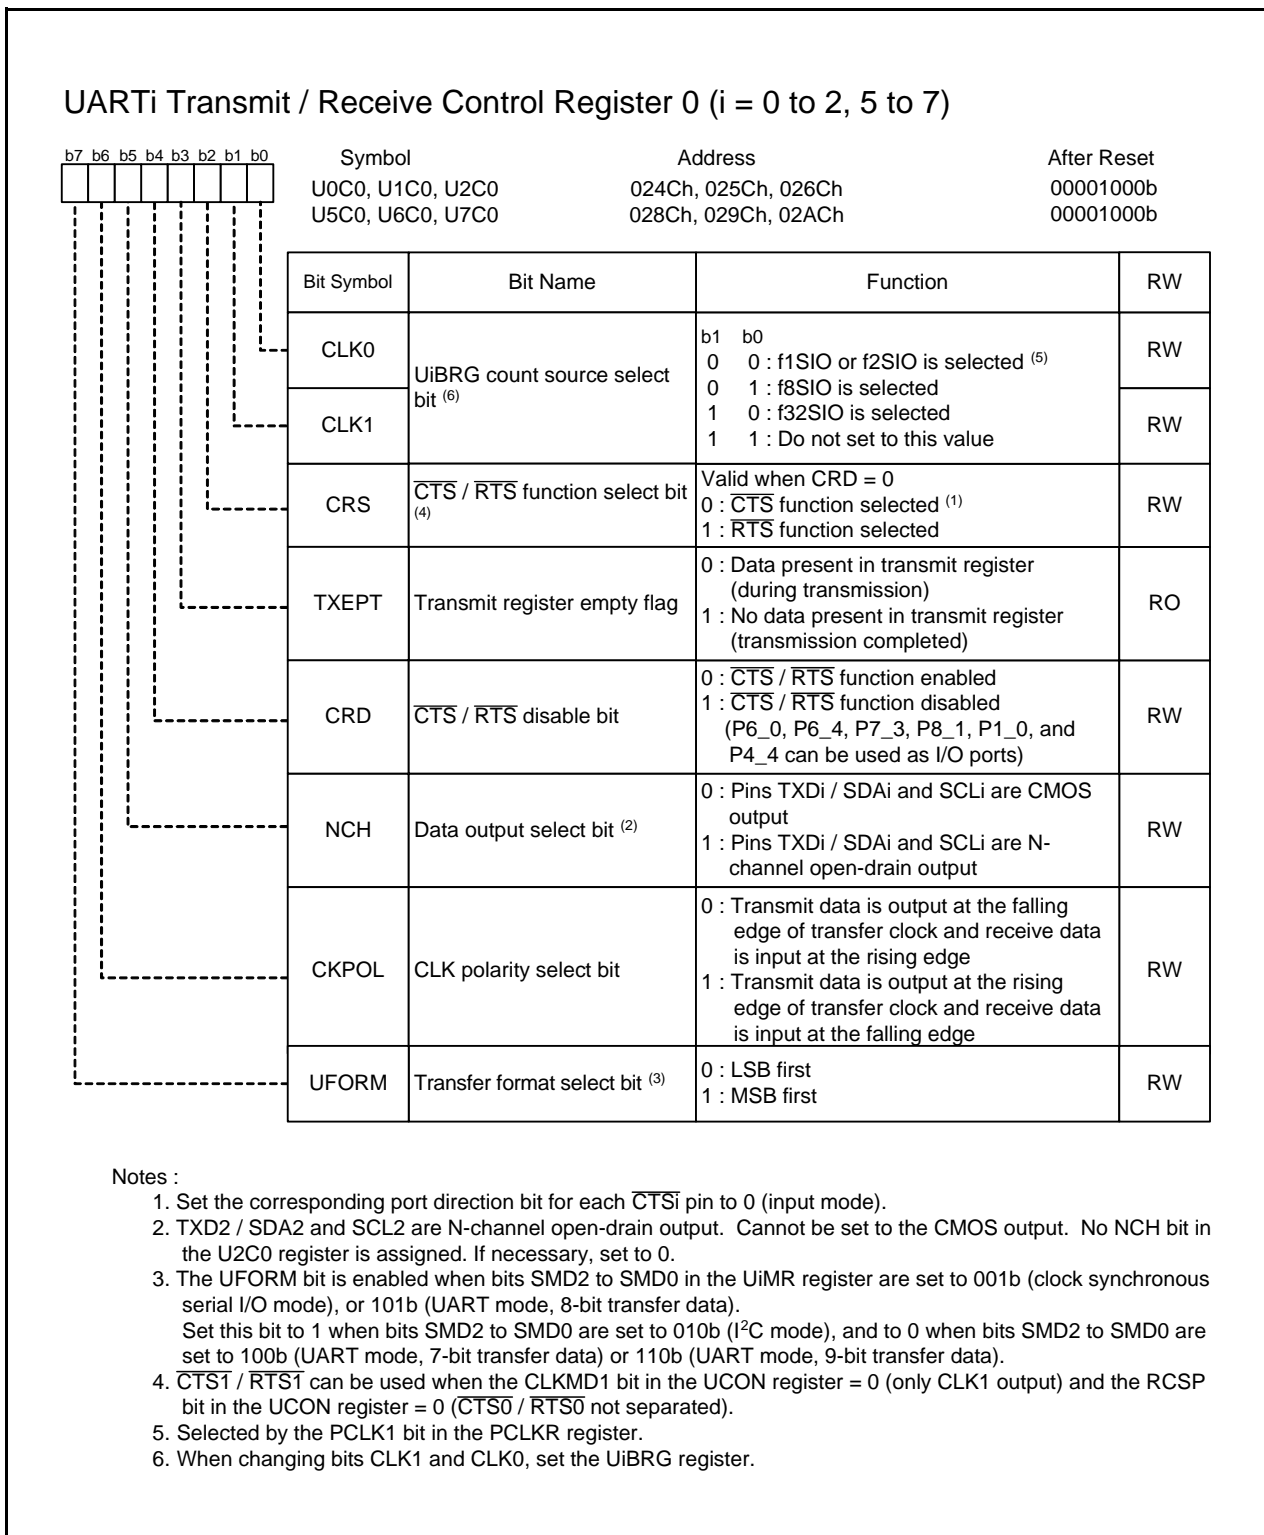 UARTi Transmit / Receive Control Register 0 (i = 0 to 2, 5 to 7)
b7 b6 b5 b4 b3 b2 b1 b0
Symbol Address After Reset
U0C0, U1C0, U2C0 024Ch, 025Ch, 026Ch 00001000b
U5C0, U6C0, U7C0 028Ch, 029Ch, 02ACh 00001000b
Bit Symbol Bit Name Function RW
CLK0
CLK1
UiBRG count source select
bit (6)
b1 b0
0 0 : f1SIO or f2SIO is selected (5)
0 1 : f8SIO is selected
1 0 : f32SIO is selected
1 1 : Do not set to this value
RW
RW
CRS
CTS / RTS function select bit
(4)
Valid when CRD = 0
0 : CTS function selected (1)
1 : RTS function selected
RW
TXEPT
Transmit register empty flag
0 : Data present in transmit register
(during transmission)
1 : No data present in transmit register
(transmission completed)
RO
CRD
CTS / RTS disable bit
0 : CTS / RTS function enabled
1 : CTS / RTS function disabled
(P6_0, P6_4, P7_3, P8_1, P1_0, and
P4_4 can be used as I/O ports)
RW
NCH
Data output select bit (2)
0 : Pins TXDi / SDAi and SCLi are CMOS
output
1 : Pins TXDi / SDAi and SCLi are N-
channel open-drain output
RW
CKPOL
CLK polarity select bit
0 : Transmit data is output at the falling
edge of transfer clock and receive data
is input at the rising edge
1 : Transmit data is output at the rising
edge of transfer clock and receive data
is input at the falling edge
RW
UFORM
Transfer format select bit (3)
0 : LSB first
1 : MSB first
RW
Notes :
1. Set the corresponding port direction bit for each CTSi pin to 0 (input mode).
2. TXD2 / SDA2 and SCL2 are N-channel open-drain output. Cannot be set to the CMOS output. No NCH bit in
the U2C0 register is assigned. If necessary, set to 0.
3. The UFORM bit is enabled when bits SMD2 to SMD0 in the UiMR register are set to 001b (clock synchronous
serial I/O mode), or 101b (UART mode, 8-bit transfer data).
Set this bit to 1 when bits SMD2 to SMD0 are set to 010b (I2C mode), and to 0 when bits SMD2 to SMD0 are
set to 100b (UART mode, 7-bit transfer data) or 110b (UART mode, 9-bit transfer data).
4. CTS1 / RTS1 can be used when the CLKMD1 bit in the UCON register = 0 (only CLK1 output) and the RCSP
bit in the UCON register = 0 (CTS0 / RTS0 not separated).
5. Selected by the PCLK1 bit in the PCLKR register.
6. When changing bits CLK1 and CLK0, set the UiBRG register.